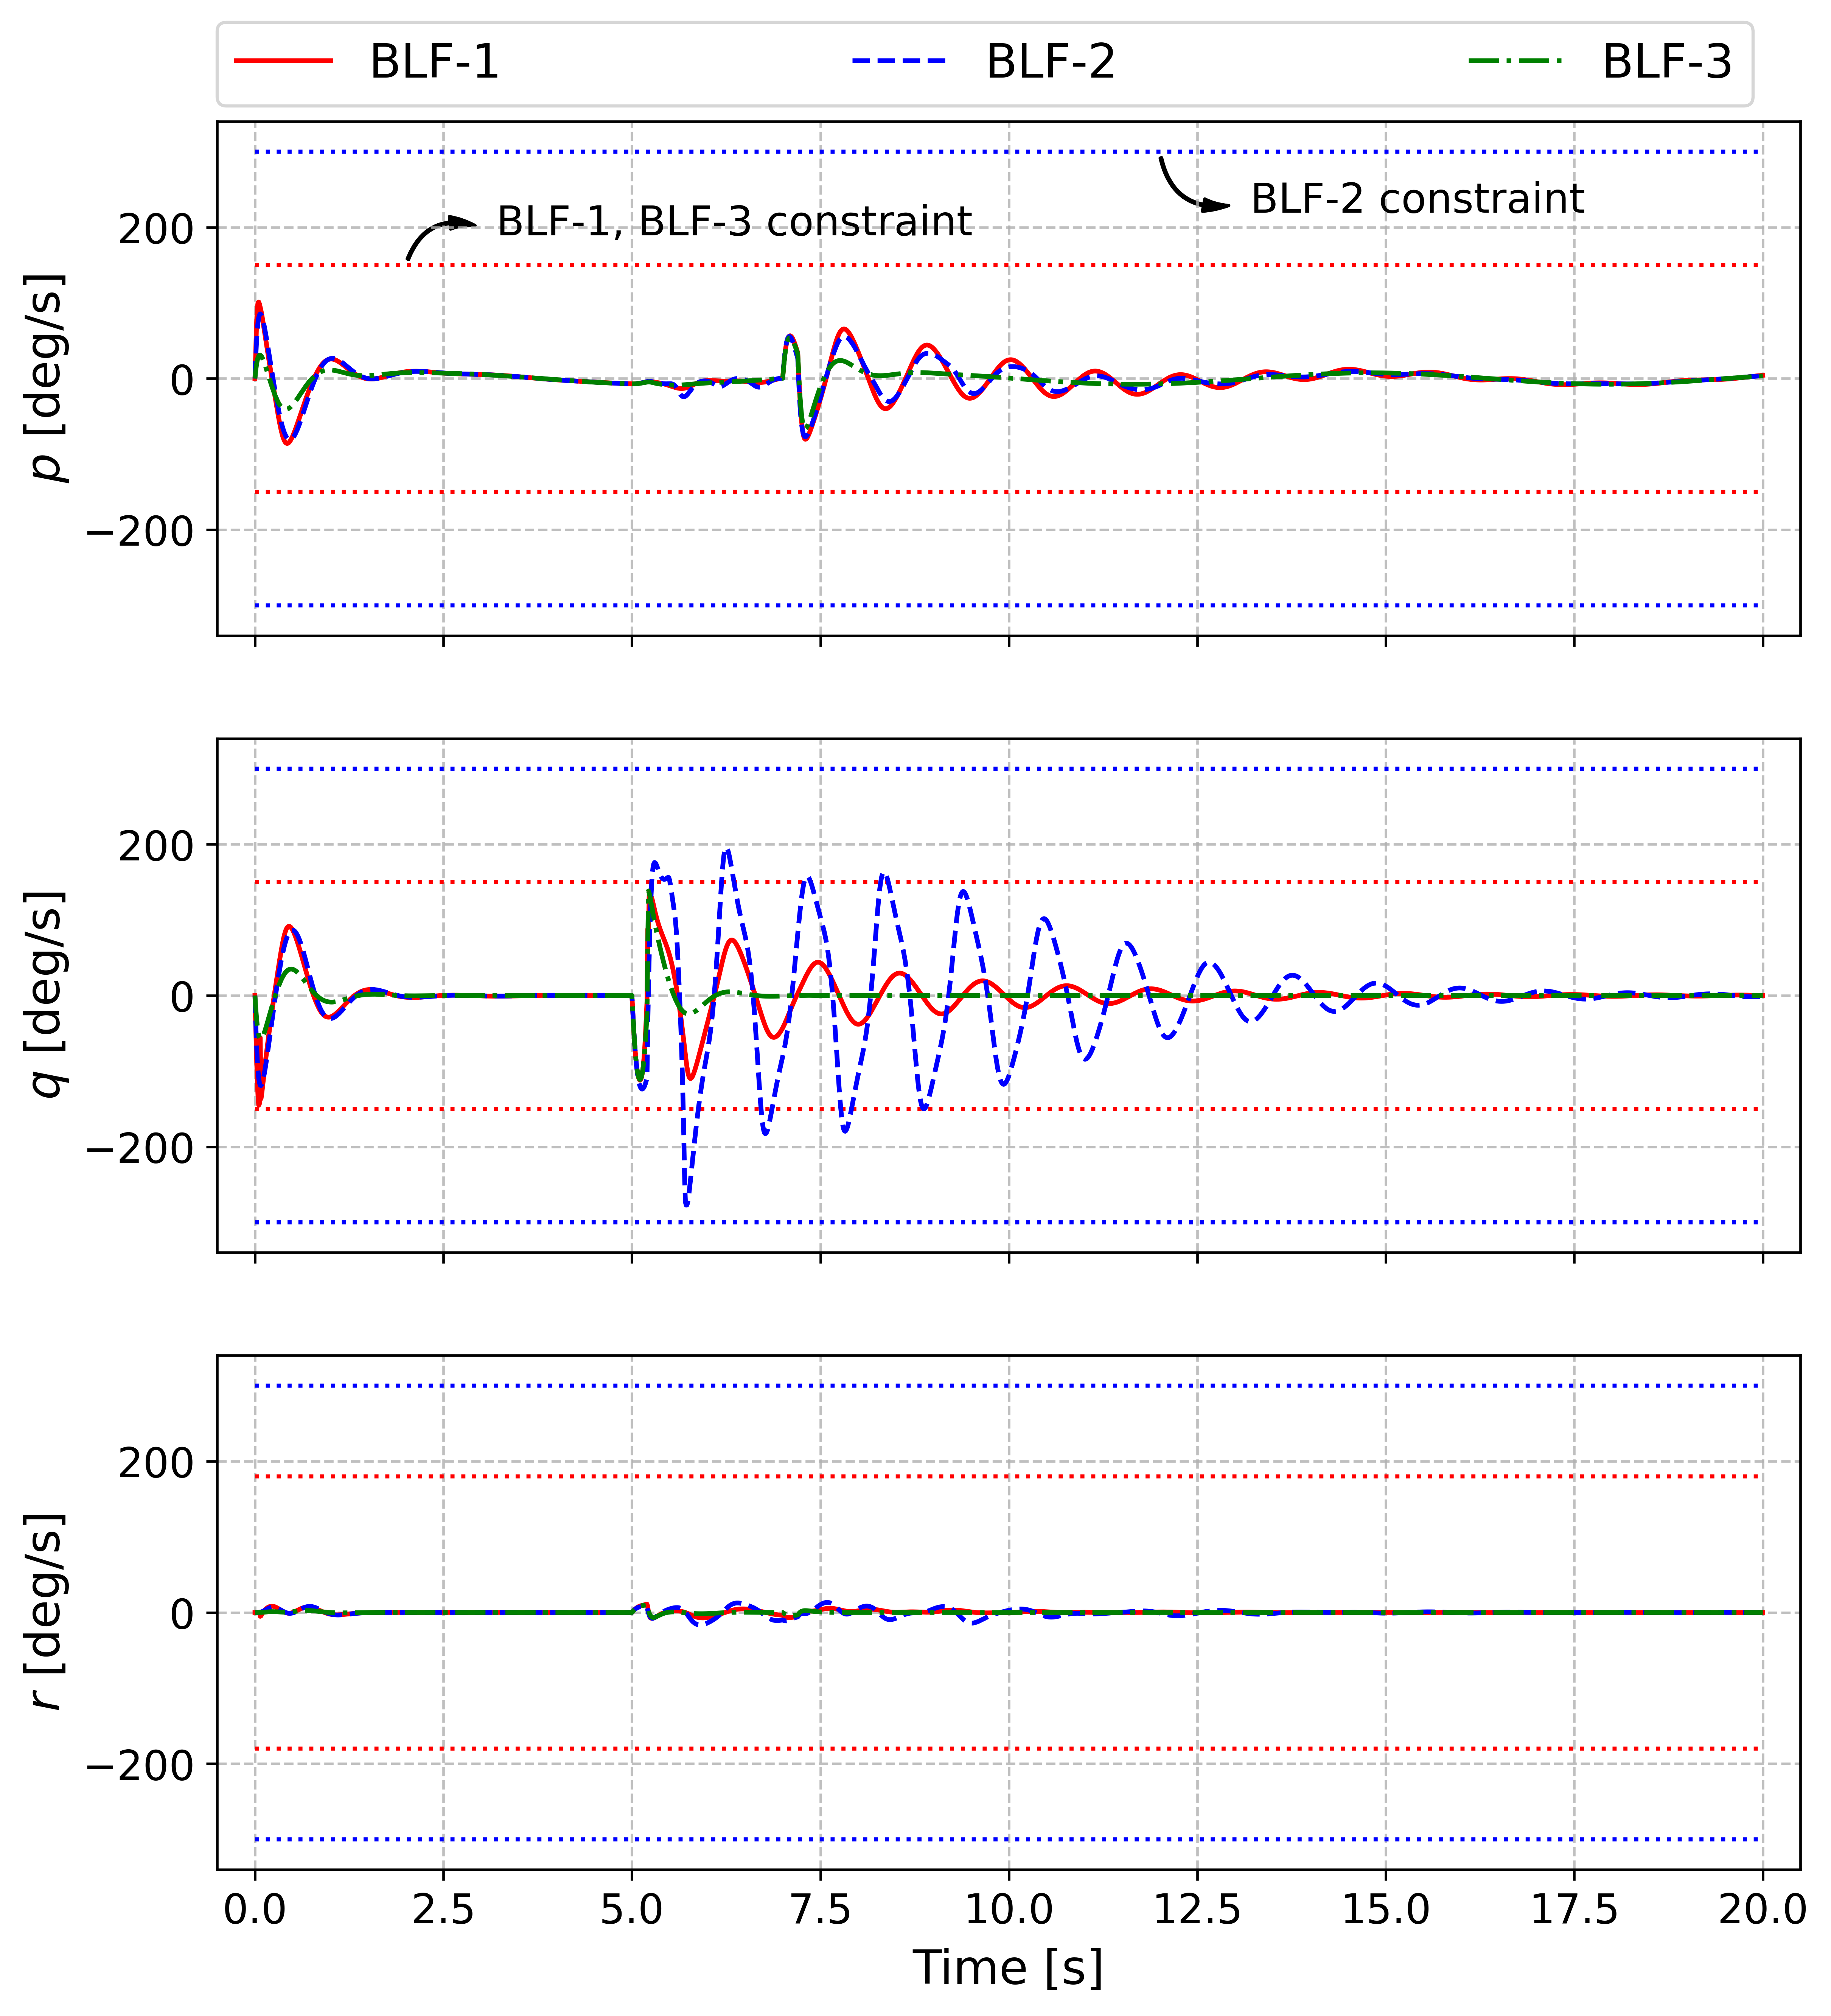 BLF-1 BLF-2 BLF-3
BLF-2 constraint
BLF-1, BLF-3 constraint
200
0
−200
p [deg/s]
200
0
−200
q [deg/s]
200
0
−200
r [deg/s]
0.0 2.5 5.0 7.5 10.0 12.5 15.0 17.5 20.0
Time [s]